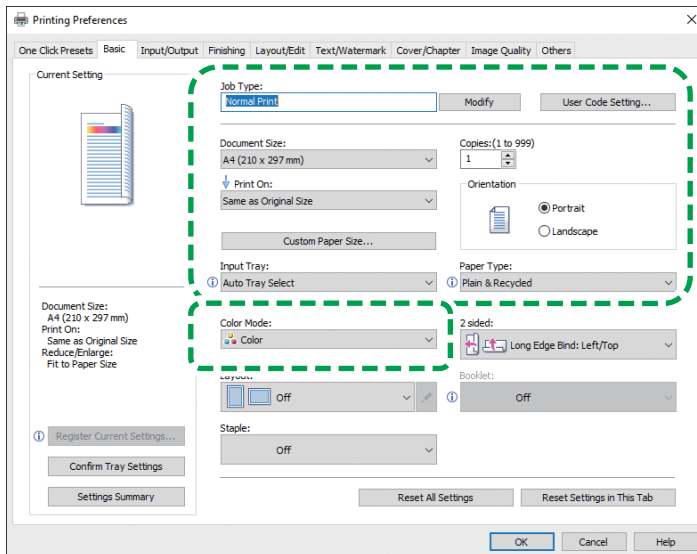 Printing Preferences
One Click Presets Basic Input/Output Finishing Layout/Edit Text/Watermark Cover/Chapter Image Quality Others
Current Setting
Job Type:
Normal Print
Modify
User Code Setting...
Document Size:
A4 (210 x 297 mm)
Copies:(1 to 999)
1
Print On:
Same as Original Size
Orientation
Portrait
Landscape
Custom Paper Size...
Input Tray:
Auto Tray Select
Paper Type:
Plain & Recycled
Document Size:
A4 (210 x 297 mm)
Print On:
Same as Original Size
Reduce/Enlarge:
Fit to Paper Size
Color Mode:
Color
2 sided:
Long Edge Bind: Left/Top
Layout:
Off
Booklet:
Off
Staple:
Off
Register Current Settings...
Confirm Tray Settings
Settings Summary
Reset All Settings
Reset Settings in This Tab
OK
Cancel
Help